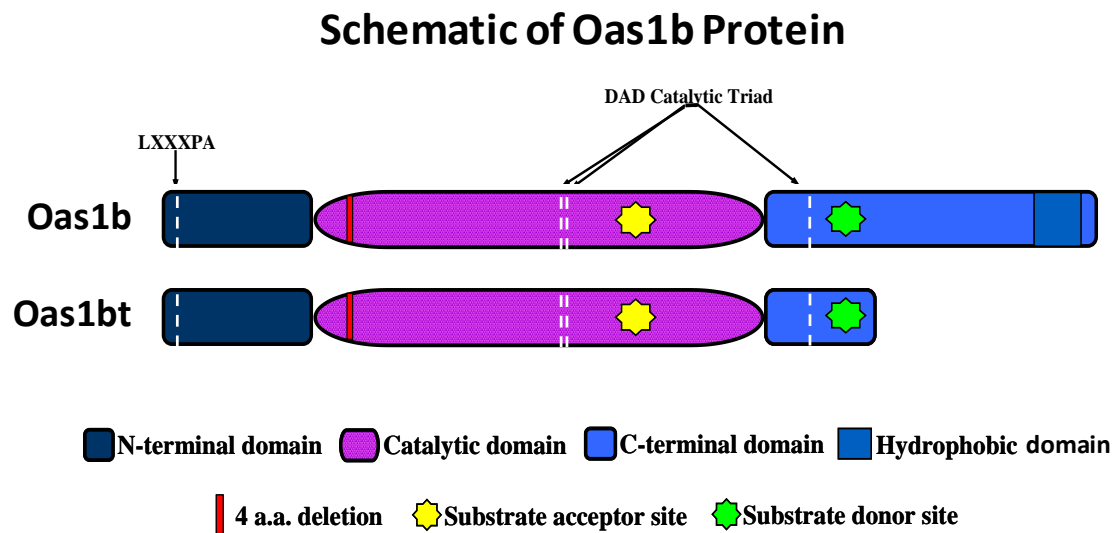 Schematic of Oas1b Protein
DAD Catalytic Triad
LXXXPA
Oas1b
Oas1bt
N-terminal domain
Catalytic domain
C-terminal domain
Hydrophobic domain
4 a.a. deletion
Substrate acceptor site
Substrate donor site